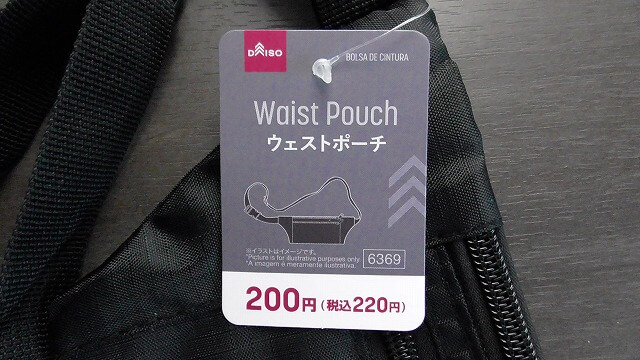 DAISO
BOLSA DE CINTURA
Waist Pouch
ウェストポーチ
※イラストはイメージです。
*Picture is for illustrative purposes only
*A imagem é meramente ilustrativa.
6369
200円(税込220円)